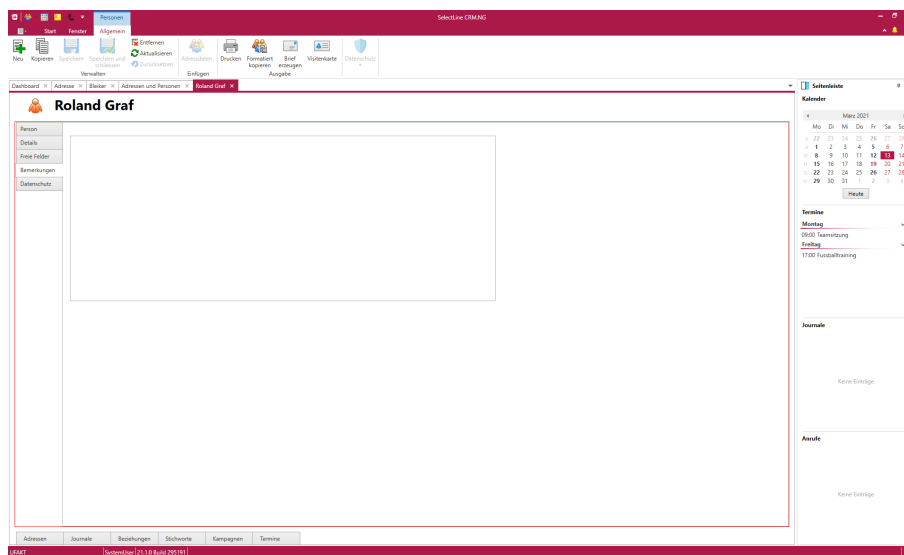 Personen
SelectLine CRM.NG
Start Fenster Allgemein
Neu Kopieren Speichern Speichern und schliessen Entfernen Aktualisieren Zurücksetzen Adressdaten Drucken Formatiert kopieren Brief erzeugen Visitenkarte Datenschutz
Verwalten Einfügen Ausgabe
Dashboard × Adresse × Bleiker × Adressen und Personen × Roland Graf ×
Roland Graf
Person
Details
Freie Felder
Bemerkungen
Datenschutz
Adressen Journale Beziehungen Stichworte Kampagnen Termine
UFAKT SystemUser 21.1.0 Build 295191
Seitenleiste
Kalender
März 2021
Mo Di Mi Do Fr Sa So
22 23 24 25 26 27 28
1 2 3 4 5 6 7
8 9 10 11 12 13 14
15 16 17 18 19 20 21
22 23 24 25 26 27 28
29 30 31 1 2 3 4
Heute
Termine
Montag
09:00 Teamsitzung
Freitag
17:00 Fussballtraining
Journale
Keine Einträge
Anrufe
Keine Einträge